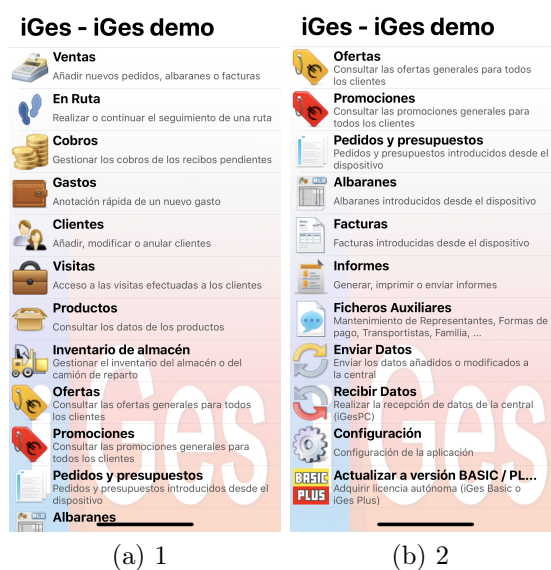 iGes - iGes demo
Ventas
Añadir nuevos pedidos, albaranes o facturas
En Ruta
Realizar o continuar el seguimiento de una ruta
Cobros
Gestionar los cobros de los recibos pendientes
Gastos
Anotación rápida de un nuevo gasto
Clientes
Añadir, modificar o anular clientes
Visitas
Acceso a las visitas efectuadas a los clientes
Productos
Consultar los datos de los productos
Inventario de almacén
Gestionar el inventario del almacén o del
camión de reparto
Ofertas
Consultar las ofertas generales para todos
los clientes
Promociones
Consultar las promociones generales para
todos los clientes
Pedidos y presupuestos
Pedidos y presupuestos introducidos desde el
dispositivo
Albaranes
Ges
(a) 1
iGes - iGes demo
Ofertas
Consultar las ofertas generales para todos
los clientes
Promociones
Consultar las promociones generales para
todos los clientes
Pedidos y presupuestos
Pedidos y presupuestos introducidos desde el
dispositivo
Albaranes
Albaranes introducidos desde el dispositivo
Facturas
Facturas introducidas desde el dispositivo
Informes
Generar, imprimir o enviar informes
Ficheros Auxiliares
Mantenimiento de Representantes, Formas de
pago, Transportistas, Familia, ...
Enviar Datos
Enviar los datos añadidos o modificados a
la central
Recibir Datos
Realizar la recepción de datos de la central
(iGesPC)
Configuración
Configuración de la aplicación
BASIC
PLUS
Actualizar a versión BASIC / PL...
Adquirir licencia autónoma (iGes Basic o
iGes Plus)
Ges
(b) 2